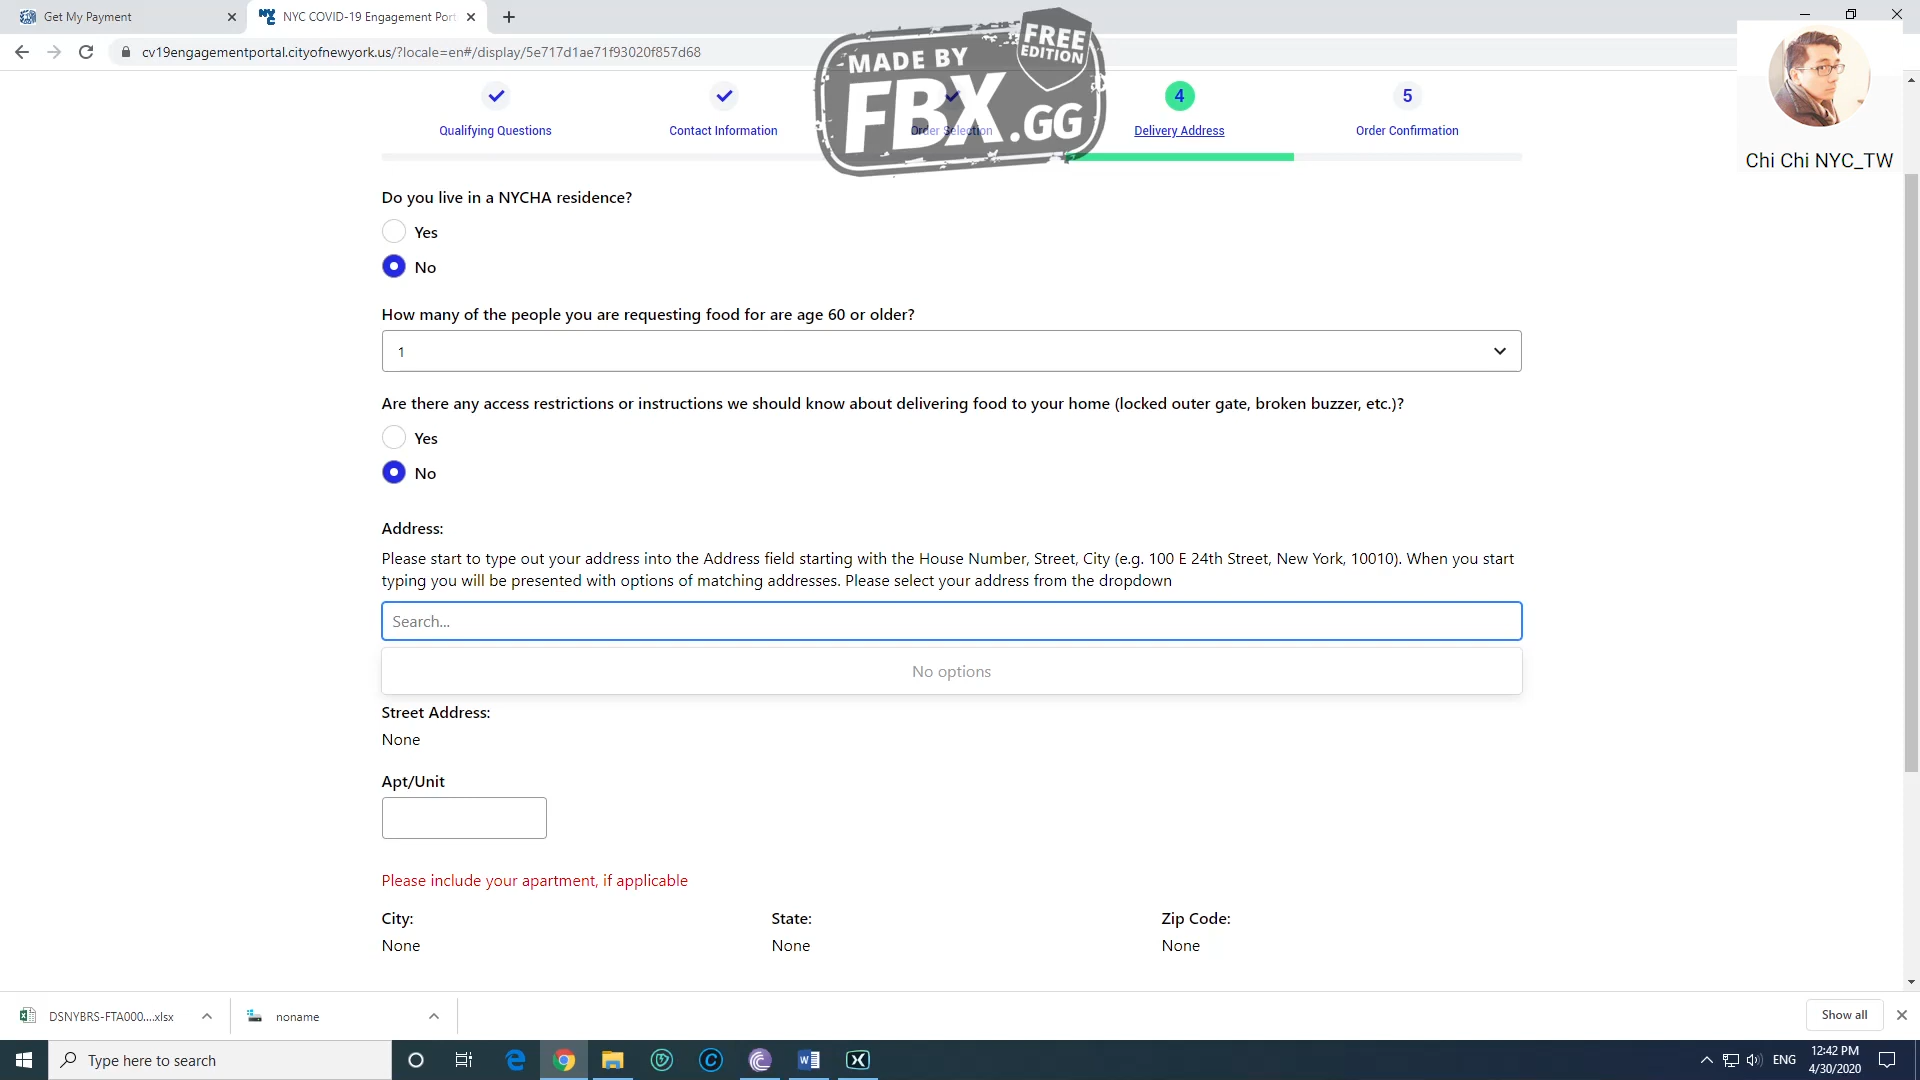 Get My Payment
NYC COVID-19 Engagement Port
cv19engagementportal.cityofnewyork.us/?locale=en#/display/5e717d1ae71f93020f857d68
MADE BY
FBX.GG
FREE
EDITION
Chi Chi NYC_TW
4
5
Qualifying Questions
Contact Information
Order Selection
Delivery Address
Order Confirmation
Do you live in a NYCHA residence?
Yes
No
How many of the people you are requesting food for are age 60 or older?
1
Are there any access restrictions or instructions we should know about delivering food to your home (locked outer gate, broken buzzer, etc.)?
Yes
No
Address:
Please start to type out your address into the Address field starting with the House Number, Street, City (e.g. 100 E 24th Street, New York, 10010). When you start
typing you will be presented with options of matching addresses. Please select your address from the dropdown
Search...
No options
Street Address:
None
Apt/Unit
Please include your apartment, if applicable
City:
State:
Zip Code:
None
None
None
DSNYBRS-FTA000....xlsx
noname
Show all
Type here to search
ENG
12:42 PM
4/30/2020